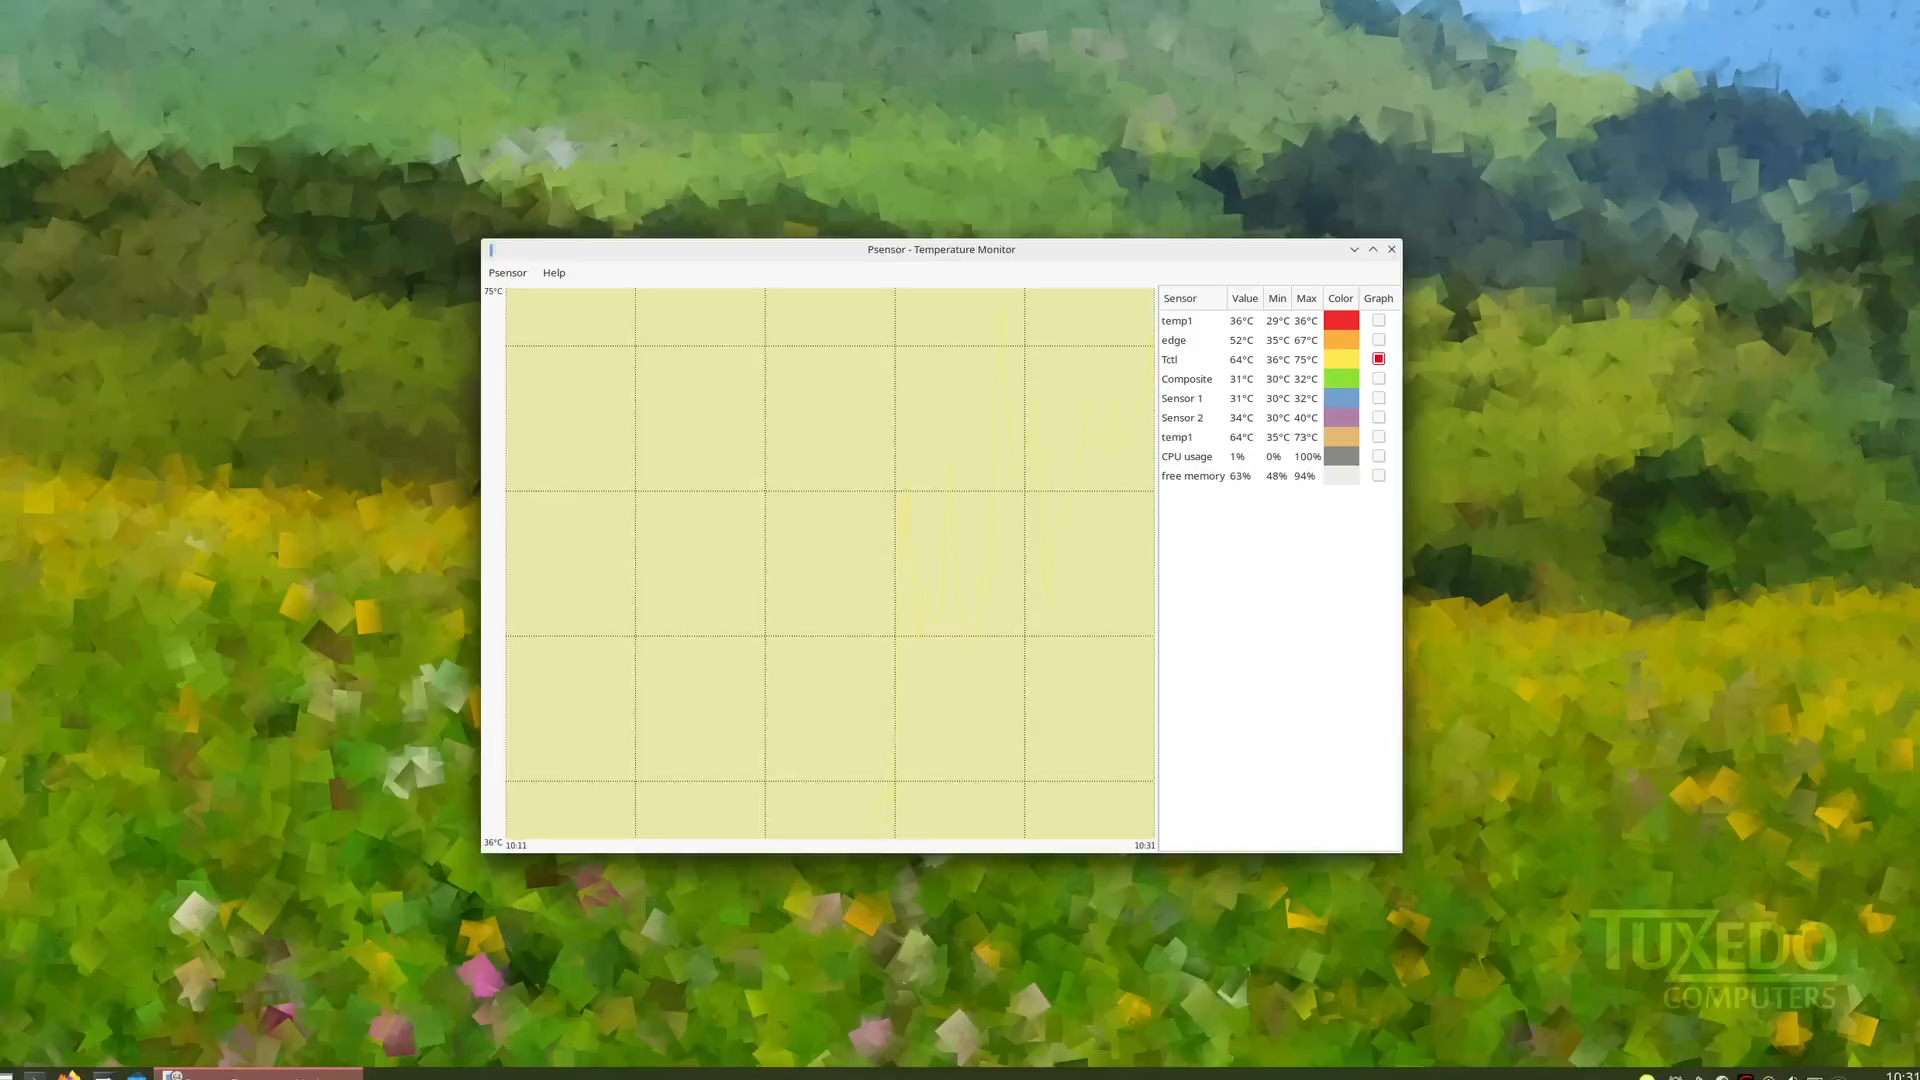 Psensor - Temperature Monitor
Psensor Help
75°C
36°C
10:11
10:31
Sensor Value Min Max Color Graph
temp1 36°C 29°C 36°C
edge 52°C 35°C 67°C
Tctl 64°C 36°C 75°C
Composite 31°C 30°C 32°C
Sensor 1 31°C 30°C 32°C
Sensor 2 34°C 30°C 40°C
temp1 64°C 35°C 73°C
CPU usage 1% 0% 100%
free memory 63% 48% 94%
TUXEDO
COMPUTERS
10:31